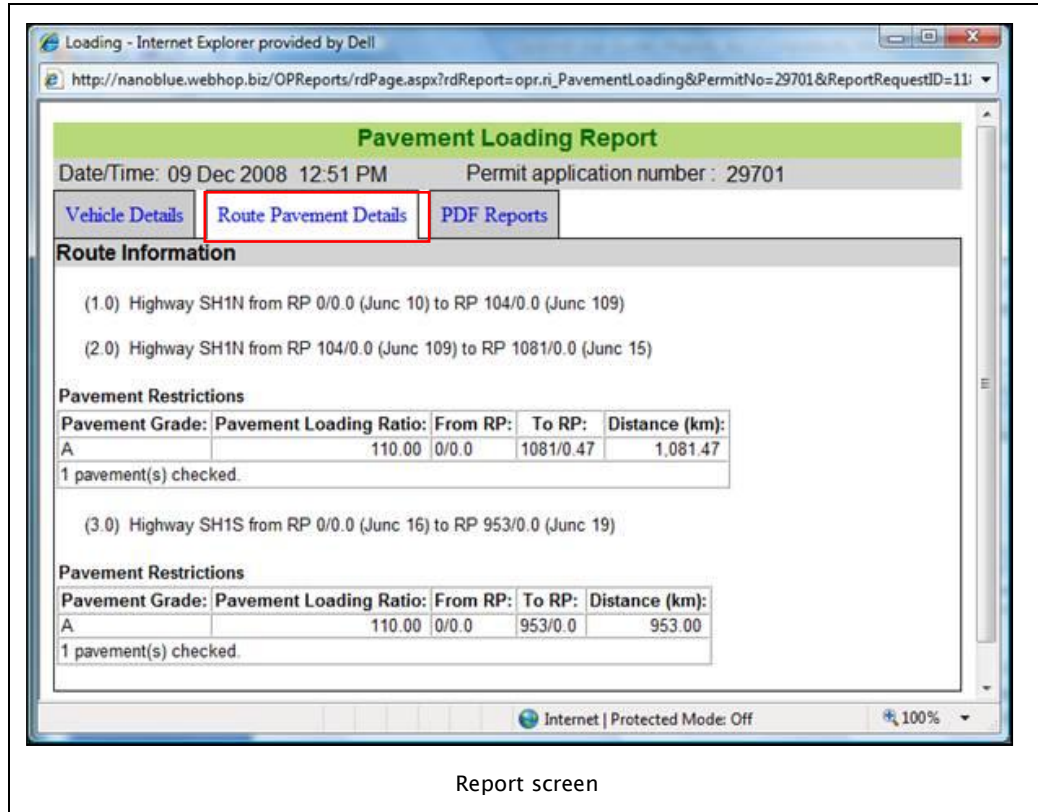 Loading - Internet Explorer provided by Dell
http://nanoblue.webhop.biz/OPReports/rdPage.aspx?rdReport=opr.ri_PavementLoading&PermitNo=29701&ReportRequestID=11
Pavement Loading Report
Date/Time: 09 Dec 2008 12:51 PM Permit application number : 29701
Vehicle Details Route Pavement Details PDF Reports
Route Information
(1.0) Highway SH1N from RP 0/0.0 (Junc 10) to RP 104/0.0 (Junc 109)
(2.0) Highway SH1N from RP 104/0.0 (Junc 109) to RP 1081/0.0 (Junc 15)
Pavement Restrictions
Pavement Grade: Pavement Loading Ratio: From RP: To RP: Distance (km):
A 110.00 0/0.0 1081/0.47 1,081.47
1 pavement(s) checked.
(3.0) Highway SH1S from RP 0/0.0 (Junc 16) to RP 953/0.0 (Junc 19)
Pavement Restrictions
Pavement Grade: Pavement Loading Ratio: From RP: To RP: Distance (km):
A 110.00 0/0.0 953/0.0 953.00
1 pavement(s) checked.
Internet | Protected Mode: Off 100%
Report screen